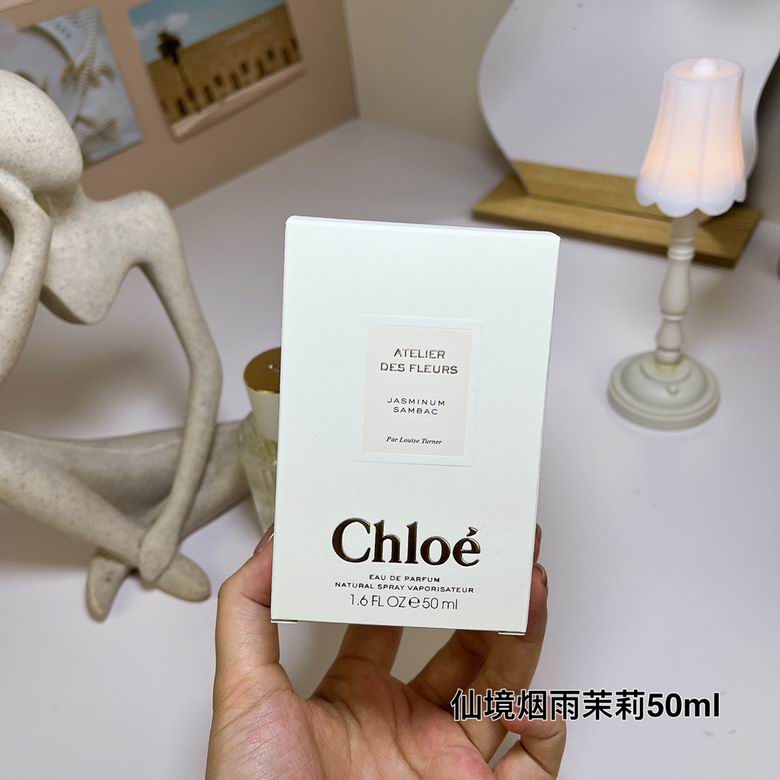 ATELIER
DES FLEURS
JASMINUM
SAMBAC
Par Louise Turner
Chloé
EAU DE PARFUM
NATURAL SPRAY VAPORISATEUR
1.6 FL OZ ℮ 50 ml
仙境烟雨茉莉50ml